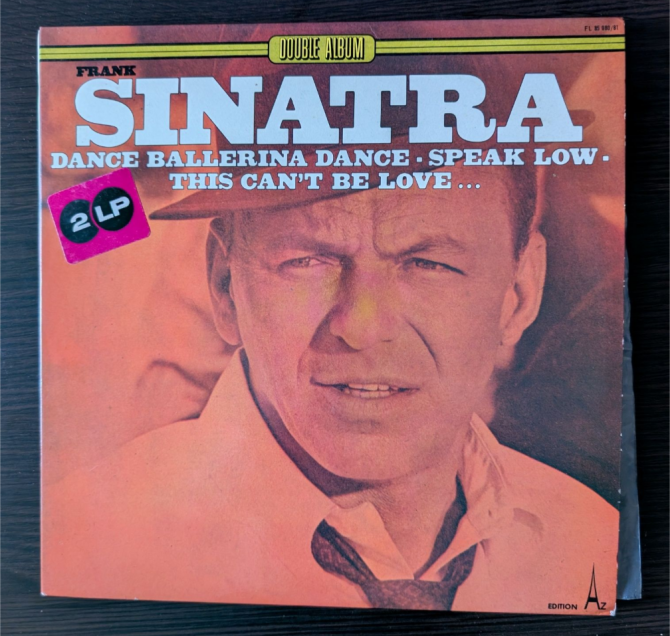 DOUBLE ALBUM
FRANK
SINATRA
DANCE BALLERINA DANCE · SPEAK LOW ·
THIS CAN'T BE LOVE ...
2 LP
EDITION AZ